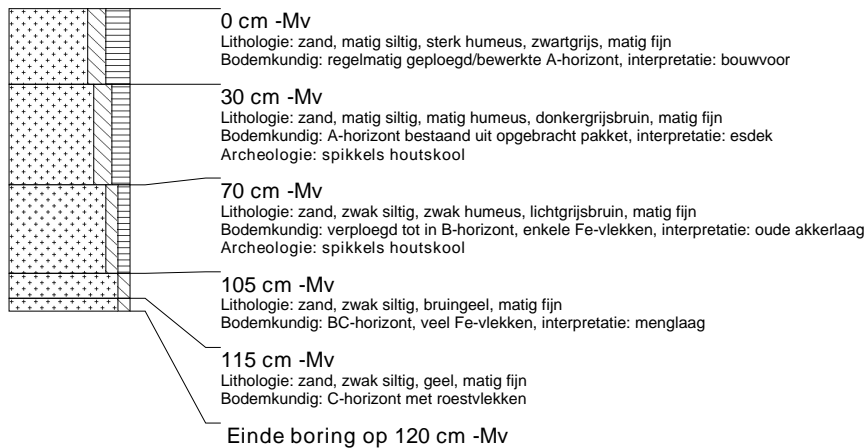 0 cm -Mv
Lithologie: zand, matig siltig, sterk humeus, zwartgrijs, matig fijn
Bodemkundig: regelmatig geploegd/bewerkte A-horizont, interpretatie: bouwvoor
30 cm -Mv
Lithologie: zand, matig siltig, matig humeus, donkergrijsbruin, matig fijn
Bodemkundig: A-horizont bestaand uit opgebracht pakket, interpretatie: esdek
Archeologie: spikkels houtskool
70 cm -Mv
Lithologie: zand, zwak siltig, zwak humeus, lichtgrijsbruin, matig fijn
Bodemkundig: verploegd tot in B-horizont, enkele Fe-vlekken, interpretatie: oude akkerlaag
Archeologie: spikkels houtskool
105 cm -Mv
Lithologie: zand, zwak siltig, bruingeel, matig fijn
Bodemkundig: BC-horizont, veel Fe-vlekken, interpretatie: menglaag
115 cm -Mv
Lithologie: zand, zwak siltig, geel, matig fijn
Bodemkundig: C-horizont met roestvlekken
Einde boring op 120 cm -Mv